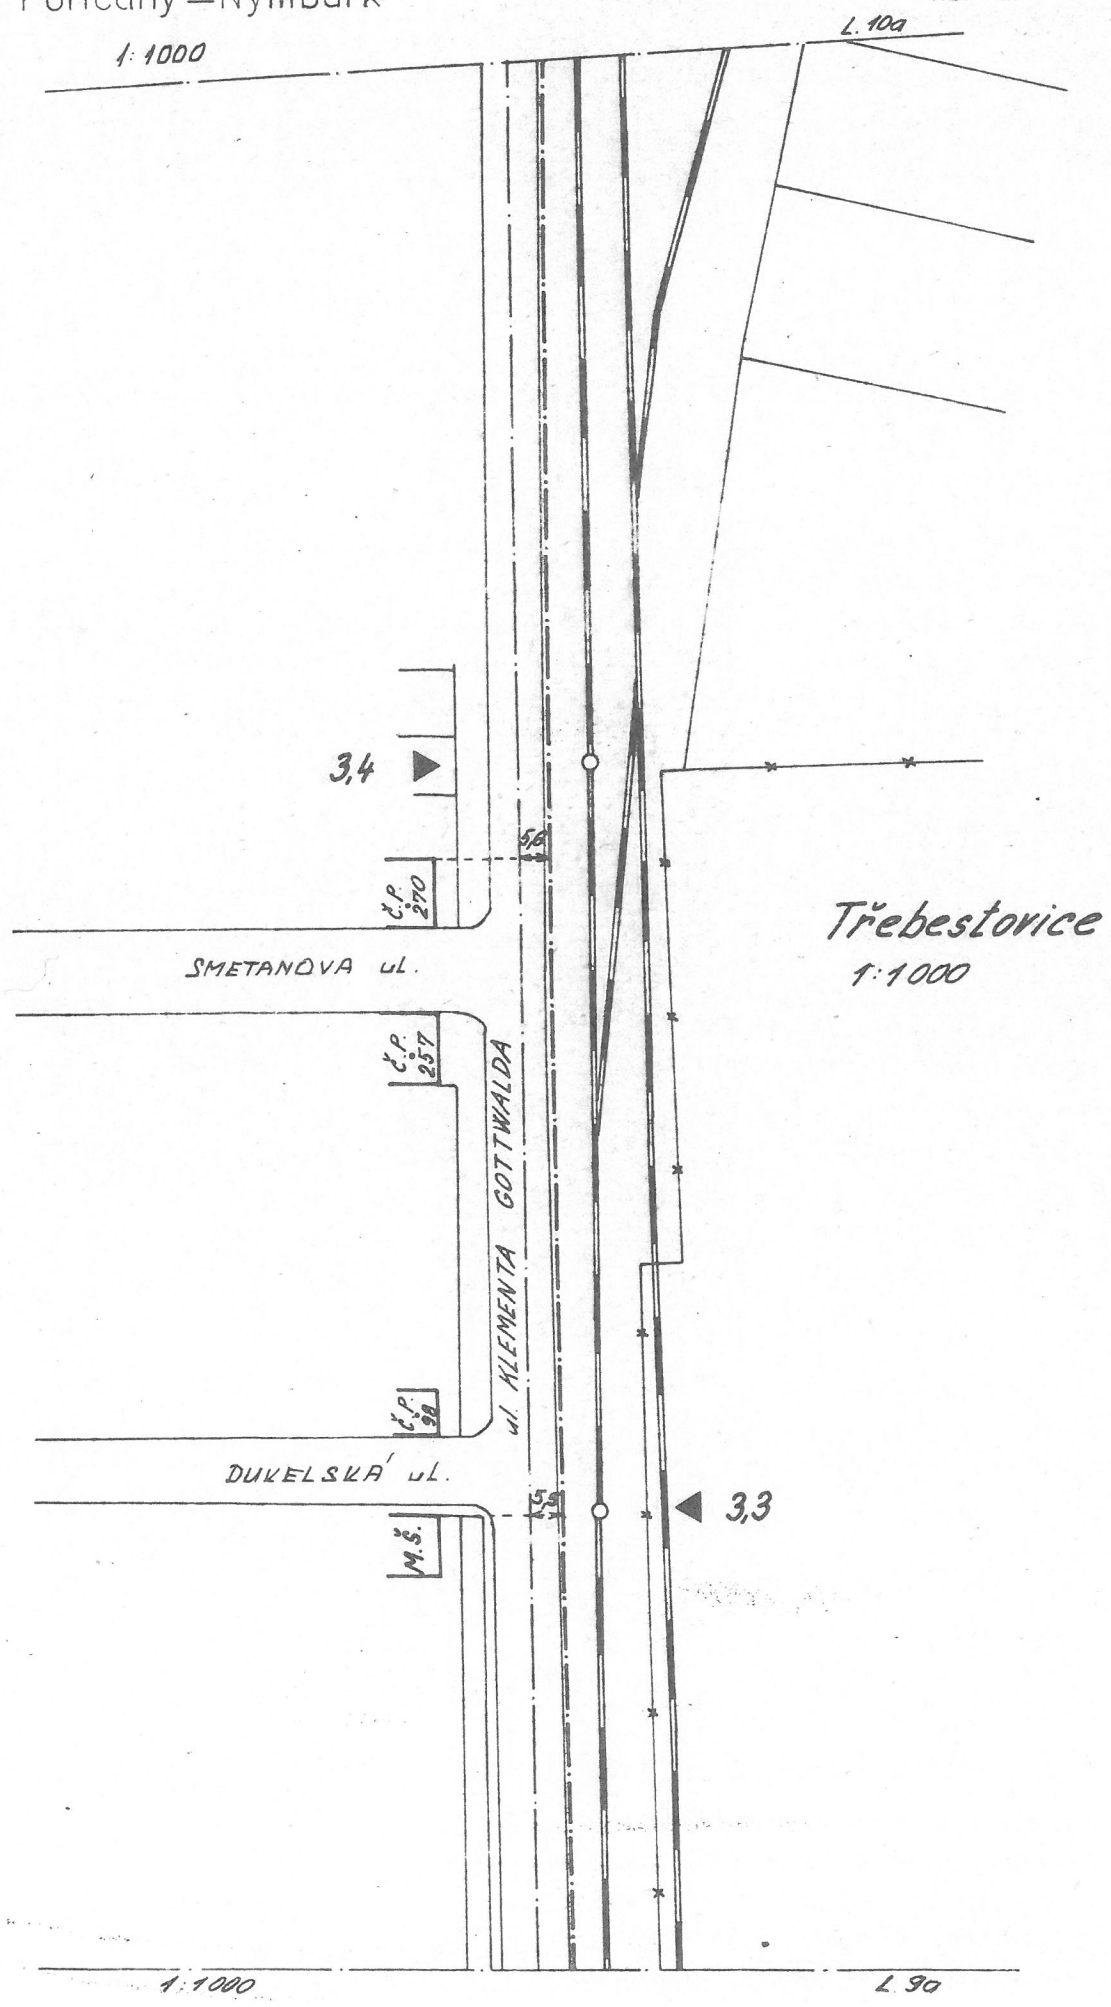 Poříčany – Nymburk
1:1000
L. 10a
3,4
5,6
Č.P.
270
SMETANOVA ul.
Třebestovice
1:1000
Č.P.
257
ul. KLEMENTA GOTTWALDA
Č.P.
98
DUKELSKÁ ul.
5,5
3,3
M.Š.
1:1000
L. 9a